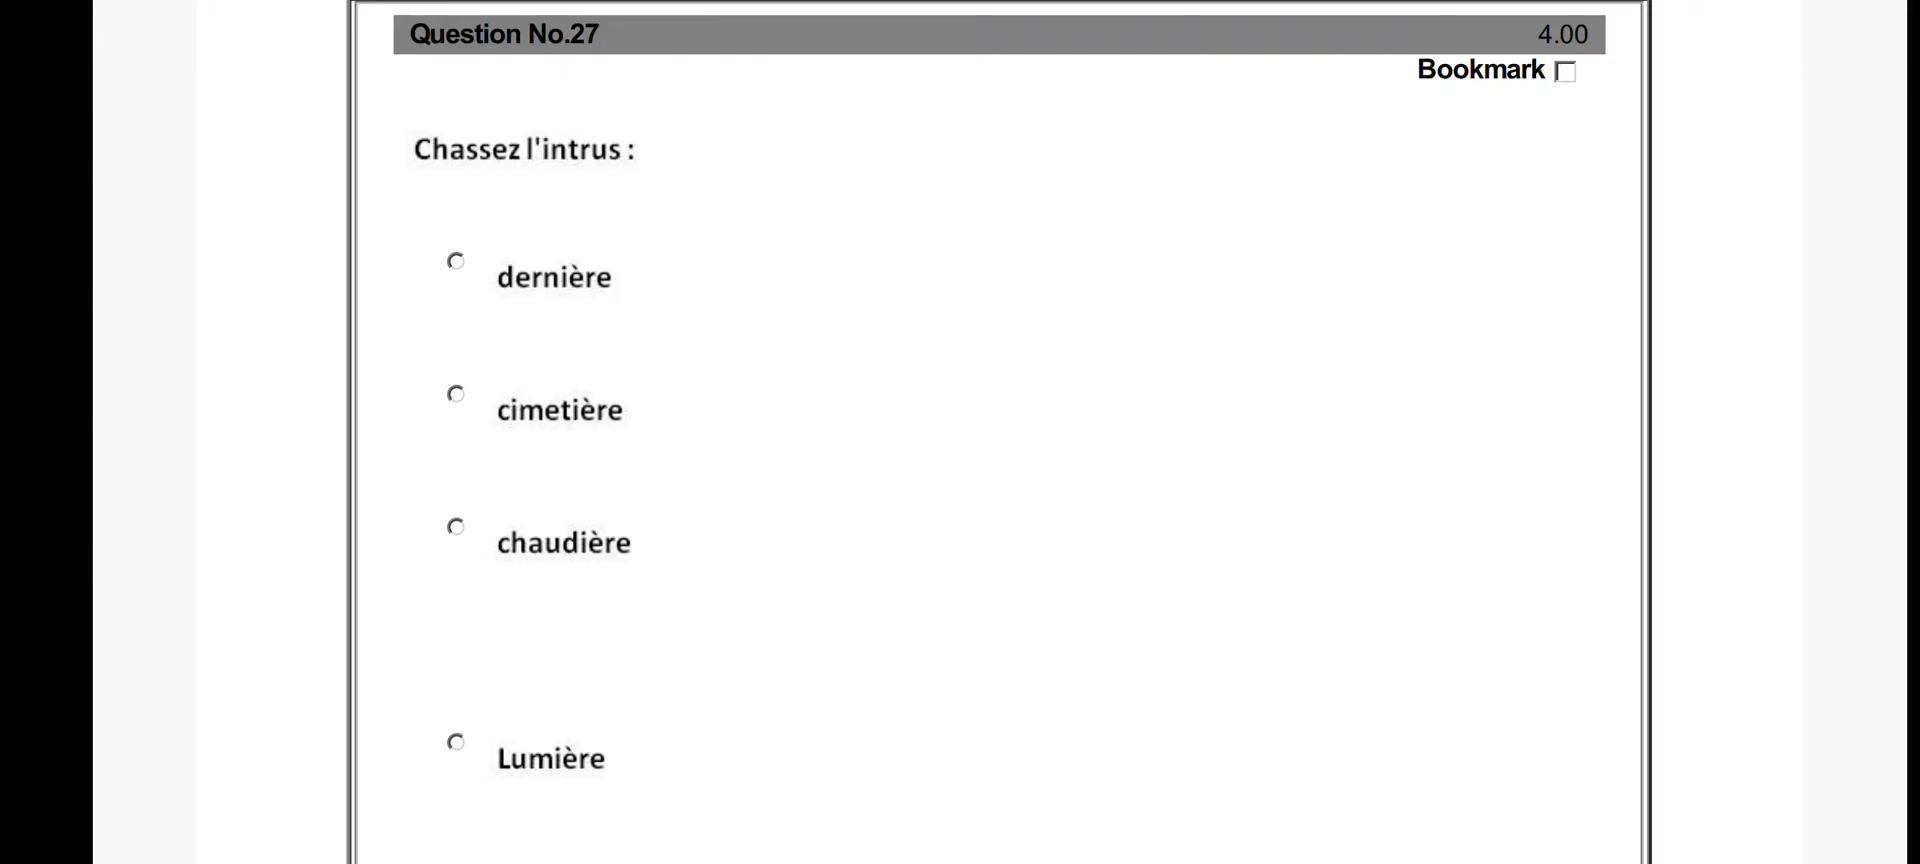 Question No.27 4.00
Bookmark
Chassez l'intrus :
dernière
cimetière
chaudière
Lumière